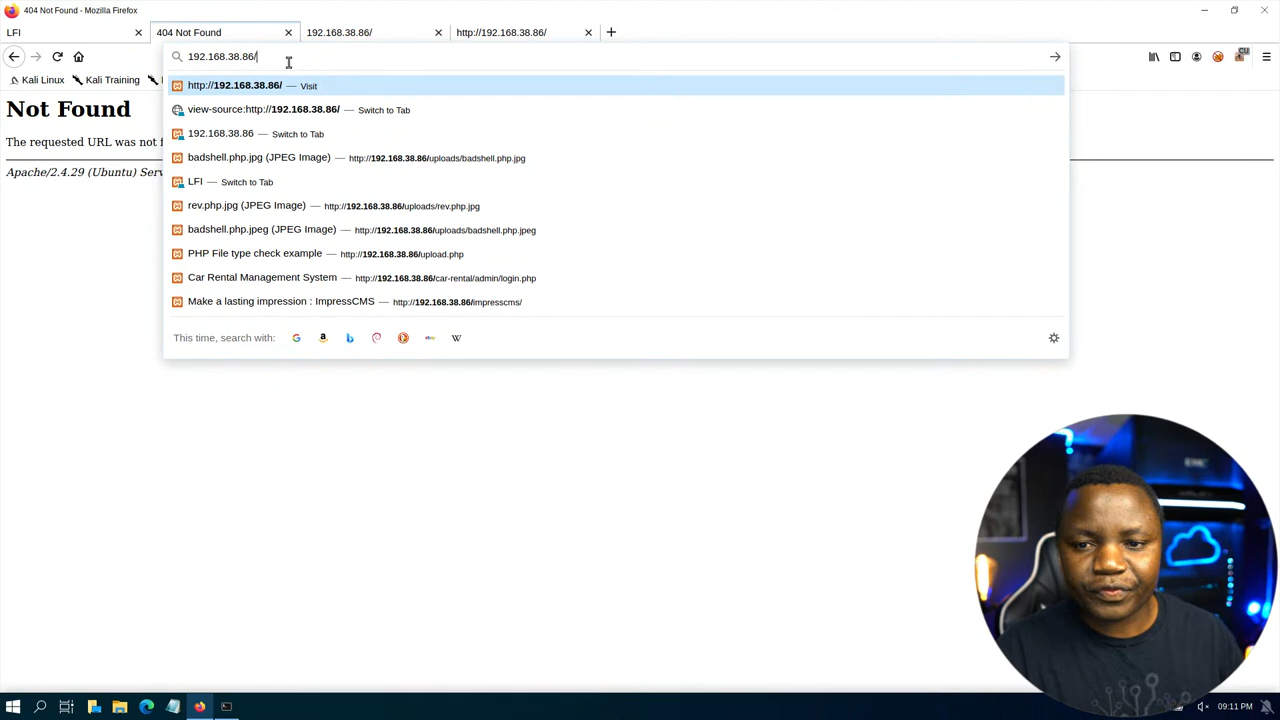 404 Not Found - Mozilla Firefox
LFI
404 Not Found
192.168.38.86/
http://192.168.38.86/
192.168.38.86/
Kali Linux
Kali Training
http://192.168.38.86/ — Visit
view-source:http://192.168.38.86/ — Switch to Tab
192.168.38.86 — Switch to Tab
badshell.php.jpg (JPEG Image) — http://192.168.38.86/uploads/badshell.php.jpg
LFI — Switch to Tab
rev.php.jpg (JPEG Image) — http://192.168.38.86/uploads/rev.php.jpg
badshell.php.jpeg (JPEG Image) — http://192.168.38.86/uploads/badshell.php.jpeg
PHP File type check example — http://192.168.38.86/upload.php
Car Rental Management System — http://192.168.38.86/car-rental/admin/login.php
Make a lasting impression : ImpressCMS — http://192.168.38.86/impresscms/
This time, search with:
Not Found
The requested URL was not f
Apache/2.4.29 (Ubuntu) Serv
09:11 PM